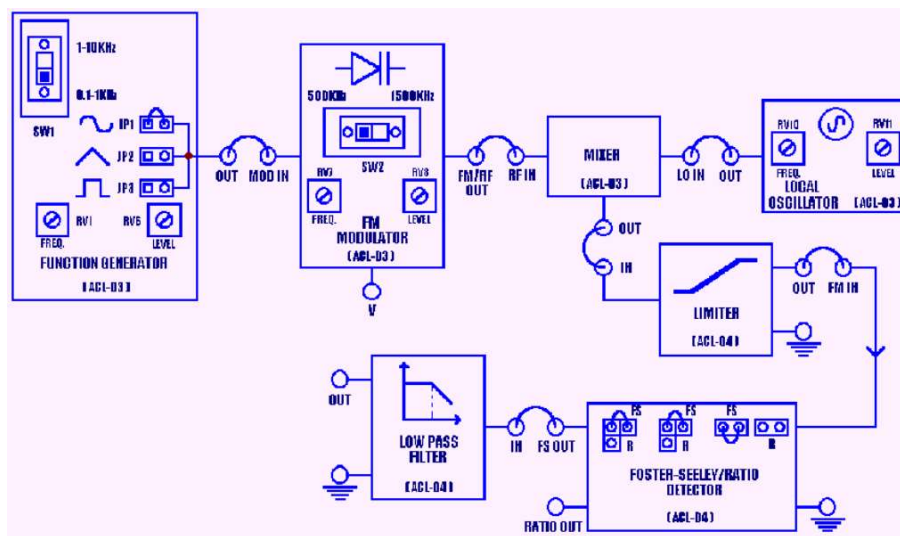 1-10KHz
0.1-1KHz
SW1
JP1
JP2
JP3
RV1
RV5
FREQ.
LEVEL
FUNCTION GENERATOR
(ACL-03)
OUT
MOD IN
500KHz
1500KHz
SW2
RV7
RV8
FREQ.
LEVEL
FM
MODULATOR
(ACL-03)
V
FM/RF
OUT
RF IN
MIXER
(ACL-03)
LO IN
OUT
RV10
RV11
FREQ.
LEVEL
LOCAL
OSCILLATOR
(ACL-03
OUT
IN
LIMITER
(ACL-04)
OUT
FM IN
OUT
LOW PASS
FILTER
(ACL-04)
IN
FS OUT
FS
FS
FS
R
R
R
FOSTER-SEELEY/RATIO
DETECTOR
(ACL-04)
RATIO OUT